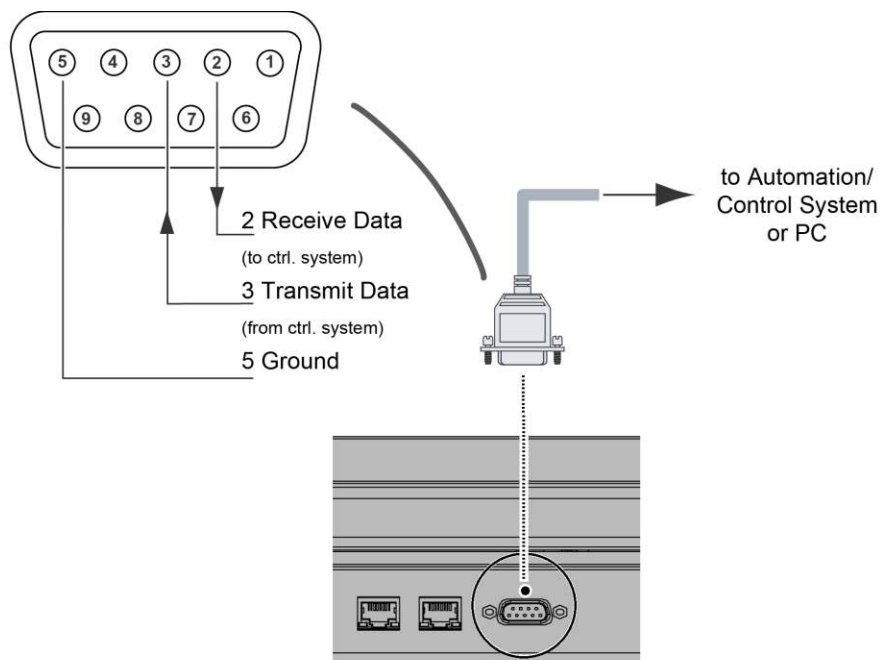 5 4 3 2 1
9 8 7 6
2 Receive Data
(to ctrl. system)
3 Transmit Data
(from ctrl. system)
5 Ground
to Automation/
Control System
or PC